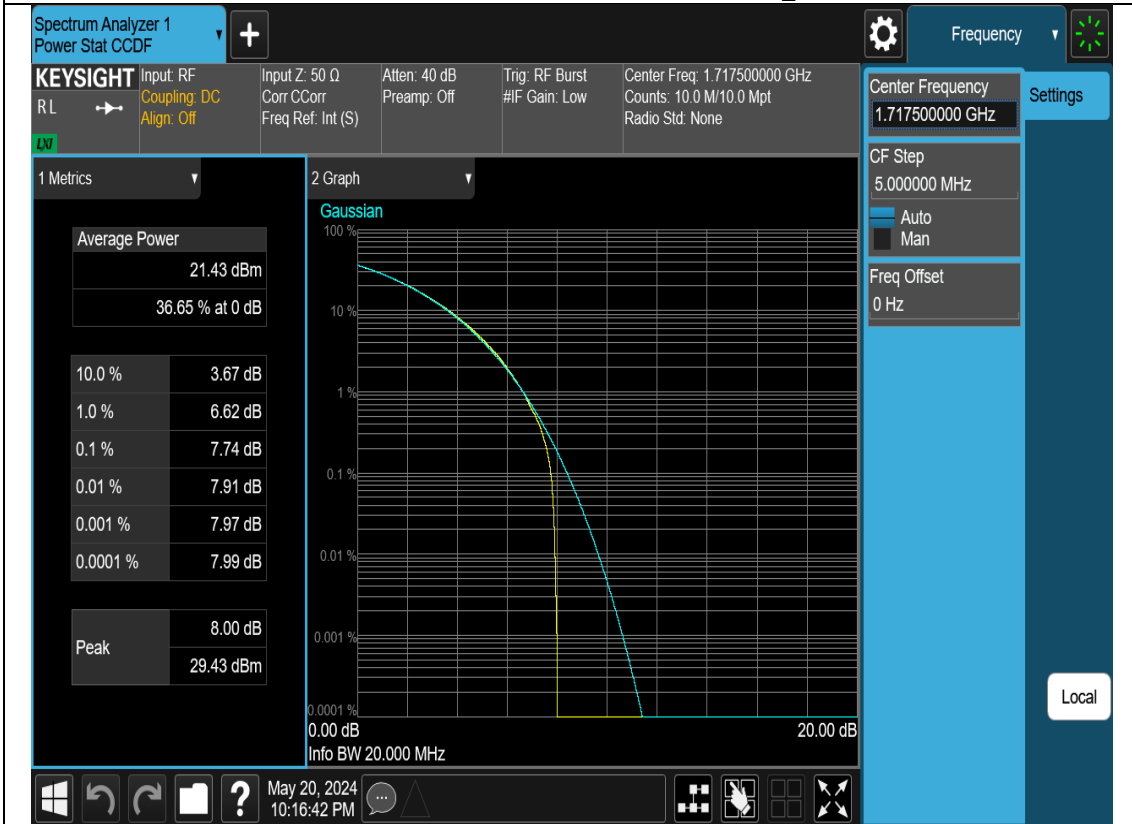 Spectrum Analyzer 1
Power Stat CCDF
+
Frequency
KEYSIGHT
RL
LXI
Input: RF
Coupling: DC
Align: Off
Input Z: 50 Ω
Corr CCorr
Freq Ref: Int (S)
Atten: 40 dB
Preamp: Off
Trig: RF Burst
#IF Gain: Low
Center Freq: 1.717500000 GHz
Counts: 10.0 M/10.0 Mpt
Radio Std: None
Center Frequency
1.717500000 GHz
Settings
CF Step
5.000000 MHz
Auto
Man
Freq Offset
0 Hz
1 Metrics
Average Power
21.43 dBm
36.65 % at 0 dB
10.0 % 3.67 dB
1.0 % 6.62 dB
0.1 % 7.74 dB
0.01 % 7.91 dB
0.001 % 7.97 dB
0.0001 % 7.99 dB
Peak
8.00 dB
29.43 dBm
2 Graph
Gaussian
100 %
10 %
1 %
0.1 %
0.01 %
0.001 %
0.0001 %
0.00 dB 20.00 dB
Info BW 20.000 MHz
Local
?
May 20, 2024
10:16:42 PM